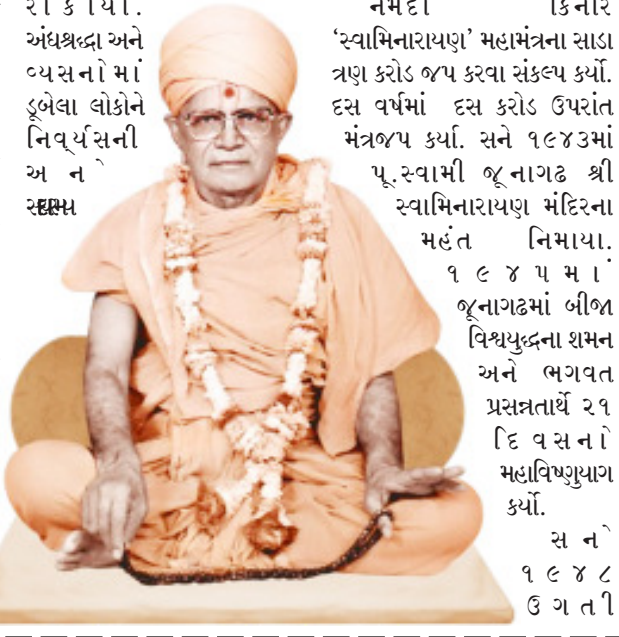 રોકાયા.
અંધશ્રદ્ધા અને
વ્યસનોમાં
ડૂબેલા લોકોને
નિર્વ્યસની
અને
નર્મદા કિનારે
‘સ્વામિનારાયણ’ મહામંત્રના સાડા
ત્રણ કરોડ જપ કરવા સંકલ્પ કર્યો.
દસ વર્ષમાં દસ કરોડ ઉપરાંત
મંત્રજપ કર્યા. સને ૧૯૪૩માં
પૂ.સ્વામી જૂનાગઢ શ્રી
સ્વામિનારાયણ મંદિરના
મહંત નિમાયા.
૧૯૪૫માં
જૂનાગઢમાં બીજા
વિશ્વયુદ્ધના શમન
અને ભગવત
પ્રસન્નતાર્થે ૨૧
દિવસનો
મહાવિષ્ણુયાગ
કર્યો.
સને
૧૯૪૮
ઉગતી